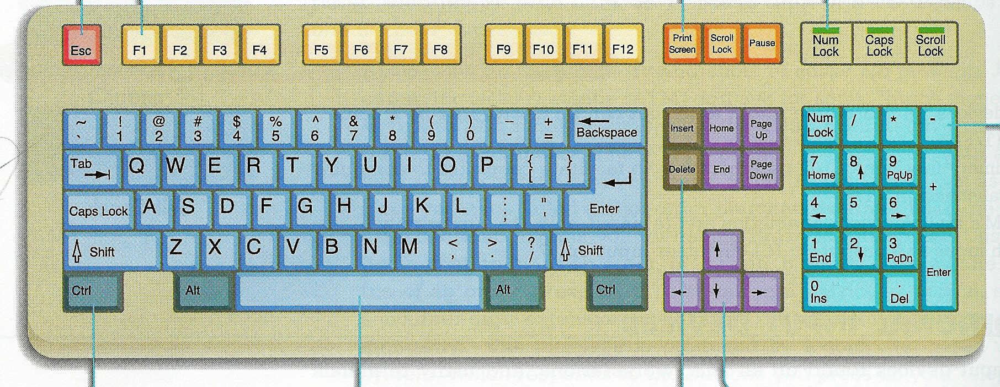 Esc F1 F2 F3 F4 F5 F6 F7 F8 F9 F10 F11 F12 Print Screen Scroll Lock Pause Num Lock Caps Lock Scroll Lock
~ ` ! 1 @ 2 # 3 $ 4 % 5 ^ 6 & 7 * 8 ( 9 ) 0 _ - + = ← Backspace Insert Home Page Up Num Lock / * -
Tab →| Q W E R T Y U I O P { [ } ] ↵ Enter Delete End Page Down 7 Home 8 ↑ 9 PqUp +
Caps Lock A S D F G H J K L : ; " ' 4 ← 5 6 →
⇧ Shift Z X C V B N M < , > . ? / ⇧ Shift ↑ 1 End 2 ↓ 3 PqDn Enter
Ctrl Alt Alt Ctrl ← ↓ → 0 Ins . Del